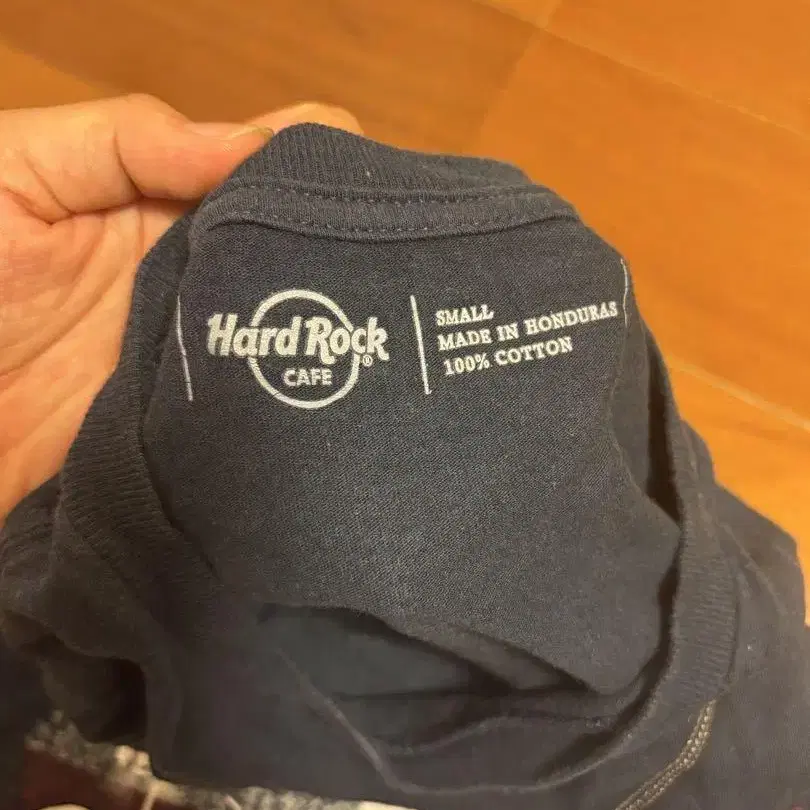 Hard Rock®
CAFE
SMALL
MADE IN HONDURAS
100% COTTON